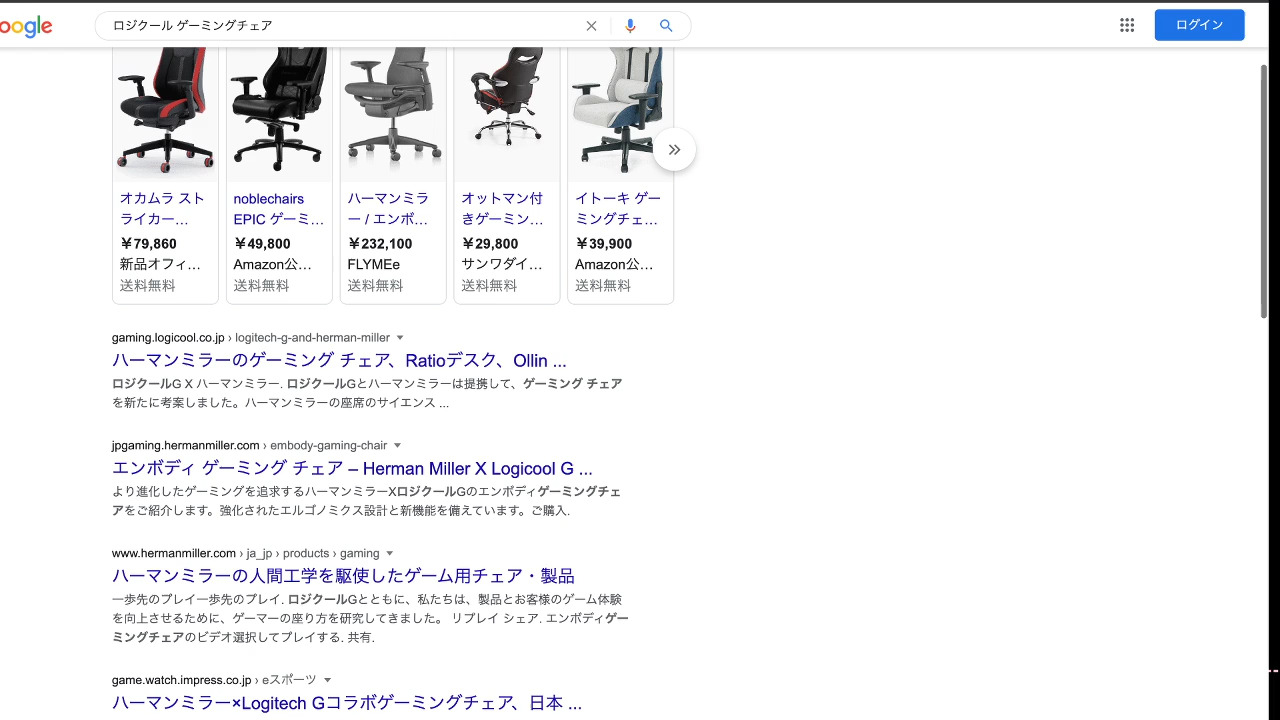 oogle
ロジクール ゲーミングチェア
ログイン
オカムラ スト
ライカー...
￥79,860
新品オフィ...
送料無料
noblechairs
EPIC ゲーミ...
￥49,800
Amazon公...
送料無料
ハーマンミラ
ー / エンボ...
￥232,100
FLYMEe
送料無料
オットマン付
きゲーミン...
￥29,800
サンワダイ...
送料無料
イトーキ ゲー
ミングチェ...
￥39,900
Amazon公...
送料無料
gaming.logicool.co.jp › logitech-g-and-herman-miller
ハーマンミラーのゲーミング チェア、Ratioデスク、Ollin ...
ロジクールG X ハーマンミラー. ロジクールGとハーマンミラーは提携して、ゲーミング チェア
を新たに考案しました。ハーマンミラーの座席のサイエンス ...
jpgaming.hermanmiller.com › embody-gaming-chair
エンボディ ゲーミング チェア – Herman Miller X Logicool G ...
より進化したゲーミングを追求するハーマンミラーXロジクールGのエンボディゲーミングチェ
アをご紹介します。強化されたエルゴノミクス設計と新機能を備えています。ご購入.
www.hermanmiller.com › ja_jp › products › gaming
ハーマンミラーの人間工学を駆使したゲーム用チェア・製品
一歩先のプレイ一歩先のプレイ. ロジクールGとともに、私たちは、製品とお客様のゲーム体験
を向上させるために、ゲーマーの座り方を研究してきました。 リプレイ シェア. エンボディゲー
ミングチェアのビデオ選択してプレイする. 共有.
game.watch.impress.co.jp › eスポーツ
ハーマンミラー×Logitech Gコラボゲーミングチェア、日本 ...